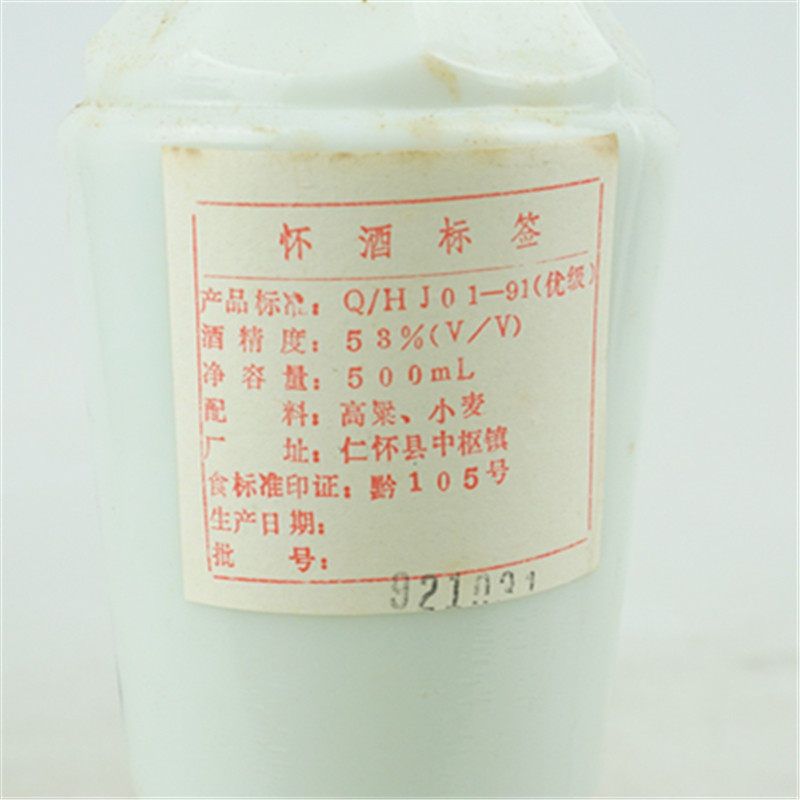 怀酒标签
产品标准：Q/HJ01—91(优级)
酒精度：53%(V/V)
净容量：500mL
配料：高粱、小麦
厂址：仁怀县中枢镇
食标准印证：黔105号
生产日期：
批号：
921031